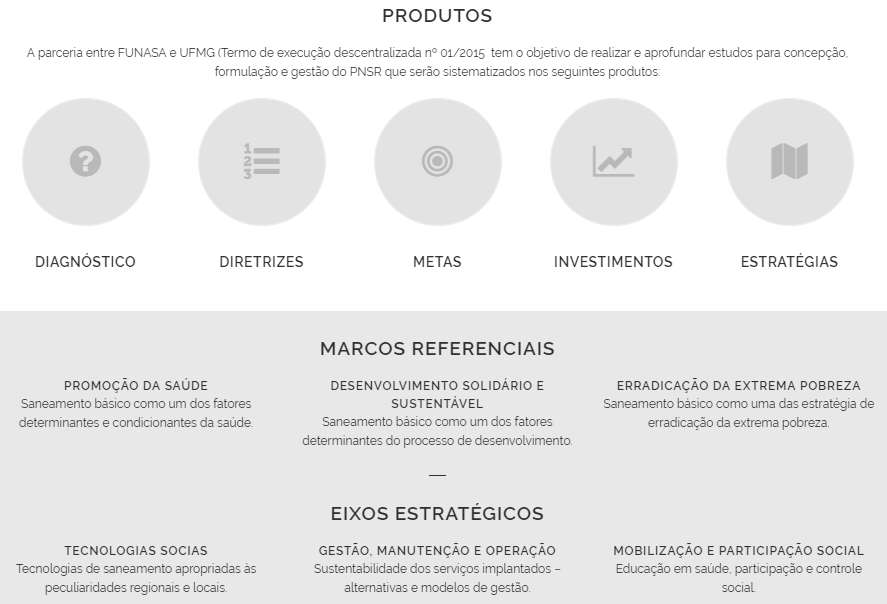 PRODUTOS
A parceria entre FUNASA e UFMG (Termo de execução descentralizada nº 01/2015 tem o objetivo de realizar e aprofundar estudos para concepção,
formulação e gestão do PNSR que serão sistematizados nos seguintes produtos:
1
2
3
DIAGNÓSTICO
DIRETRIZES
METAS
INVESTIMENTOS
ESTRATÉGIAS
MARCOS REFERENCIAIS
PROMOÇÃO DA SAÚDE
Saneamento básico como um dos fatores
determinantes e condicionantes da saúde.
DESENVOLVIMENTO SOLIDÁRIO E
SUSTENTÁVEL
Saneamento básico como um dos fatores
determinantes do processo de desenvolvimento.
ERRADICAÇÃO DA EXTREMA POBREZA
Saneamento básico como uma das estratégia de
erradicação da extrema pobreza.
EIXOS ESTRATÉGICOS
TECNOLOGIAS SOCIAS
Tecnologias de saneamento apropriadas às
peculiaridades regionais e locais.
GESTÃO, MANUTENÇÃO E OPERAÇÃO
Sustentabilidade dos serviços implantados –
alternativas e modelos de gestão.
MOBILIZAÇÃO E PARTICIPAÇÃO SOCIAL
Educação em saúde, participação e controle
social.